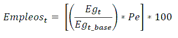 Empleos_t = [(Eg_t / Eg_t_base) * Pe] * 100